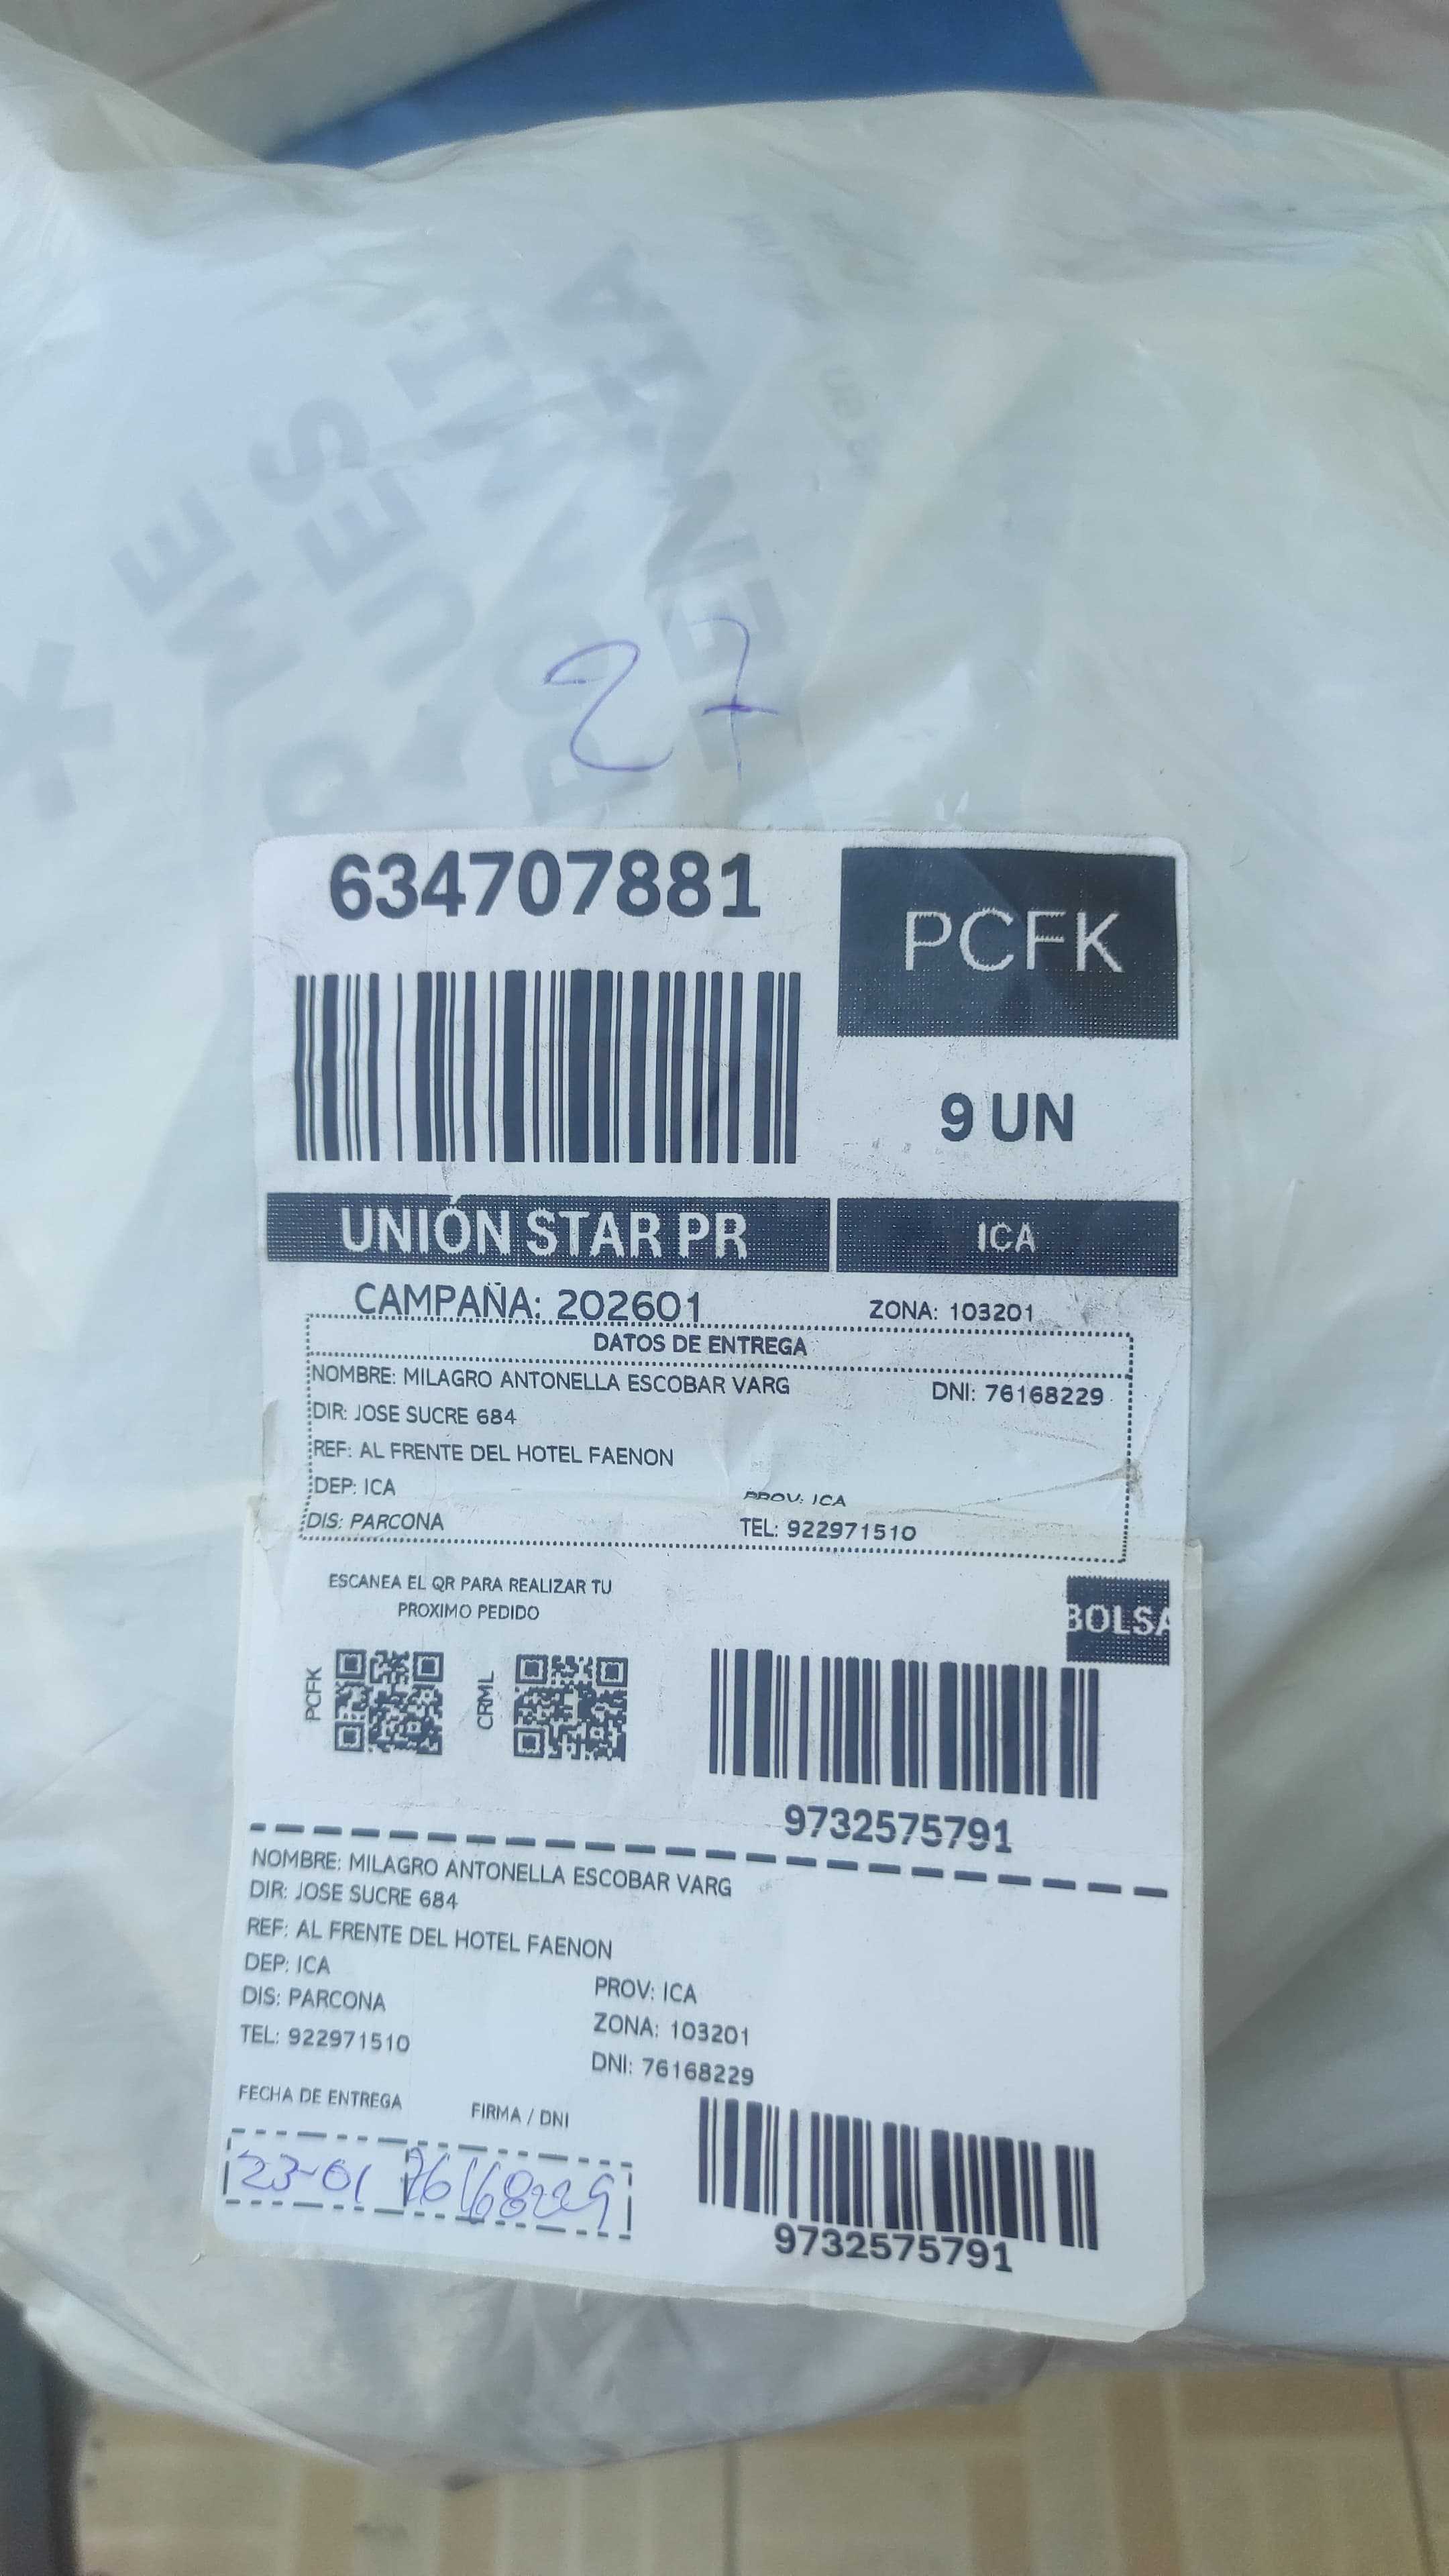 27
634707881
PCFK
9 UN
UNIÓN STAR PR
ICA
CAMPAÑA: 202601
ZONA: 103201
DATOS DE ENTREGA
NOMBRE: MILAGRO ANTONELLA ESCOBAR VARG
DNI: 76168229
DIR: JOSE SUCRE 684
REF: AL FRENTE DEL HOTEL FAENON
DEP: ICA
PROV: ICA
DIS: PARCONA
TEL: 922971510
ESCANEA EL QR PARA REALIZAR TU
PROXIMO PEDIDO
BOLSA
PCFK
CRML
9732575791
NOMBRE: MILAGRO ANTONELLA ESCOBAR VARG
DIR: JOSE SUCRE 684
REF: AL FRENTE DEL HOTEL FAENON
DEP: ICA
PROV: ICA
DIS: PARCONA
ZONA: 103201
TEL: 922971510
DNI: 76168229
FECHA DE ENTREGA
FIRMA / DNI
23-01 76168229
9732575791